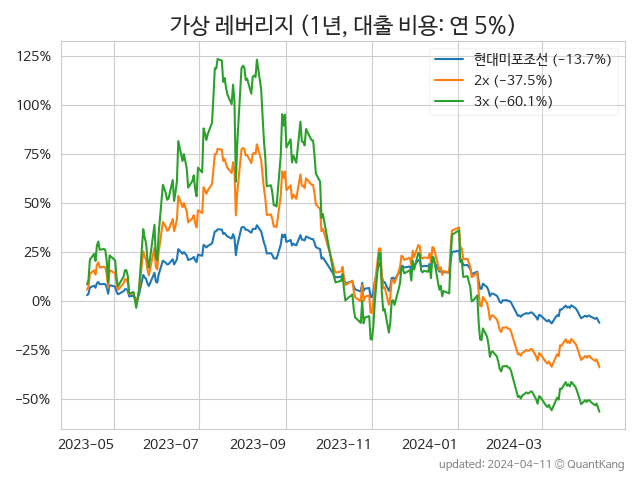 가상 레버리지 (1년, 대출 비용: 연 5%)
현대미포조선 (−13.7%)
2x (−37.5%)
3x (−60.1%)
125%
100%
75%
50%
25%
0%
−25%
−50%
2023-05 2023-07 2023-09 2023-11 2024-01 2024-03
updated: 2024-04-11 © QuantKang